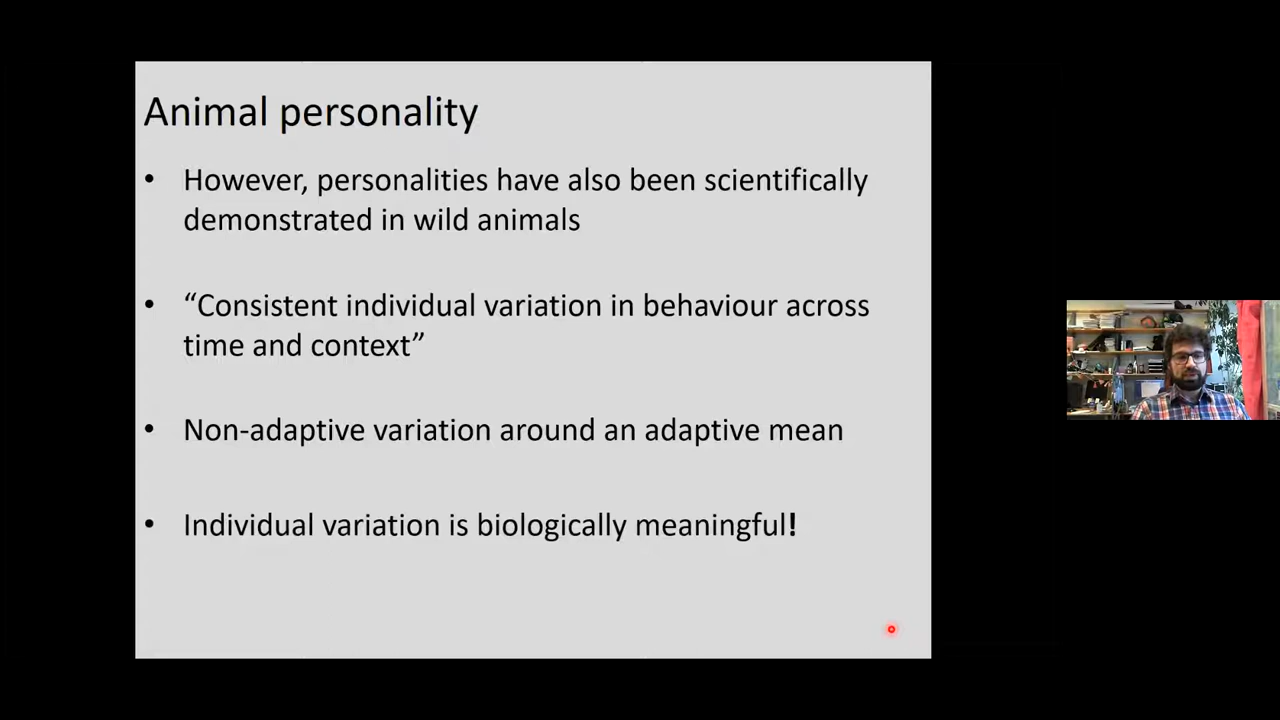 Animal personality
• However, personalities have also been scientifically
demonstrated in wild animals
• “Consistent individual variation in behaviour across
time and context”
• Non-adaptive variation around an adaptive mean
• Individual variation is biologically meaningful!